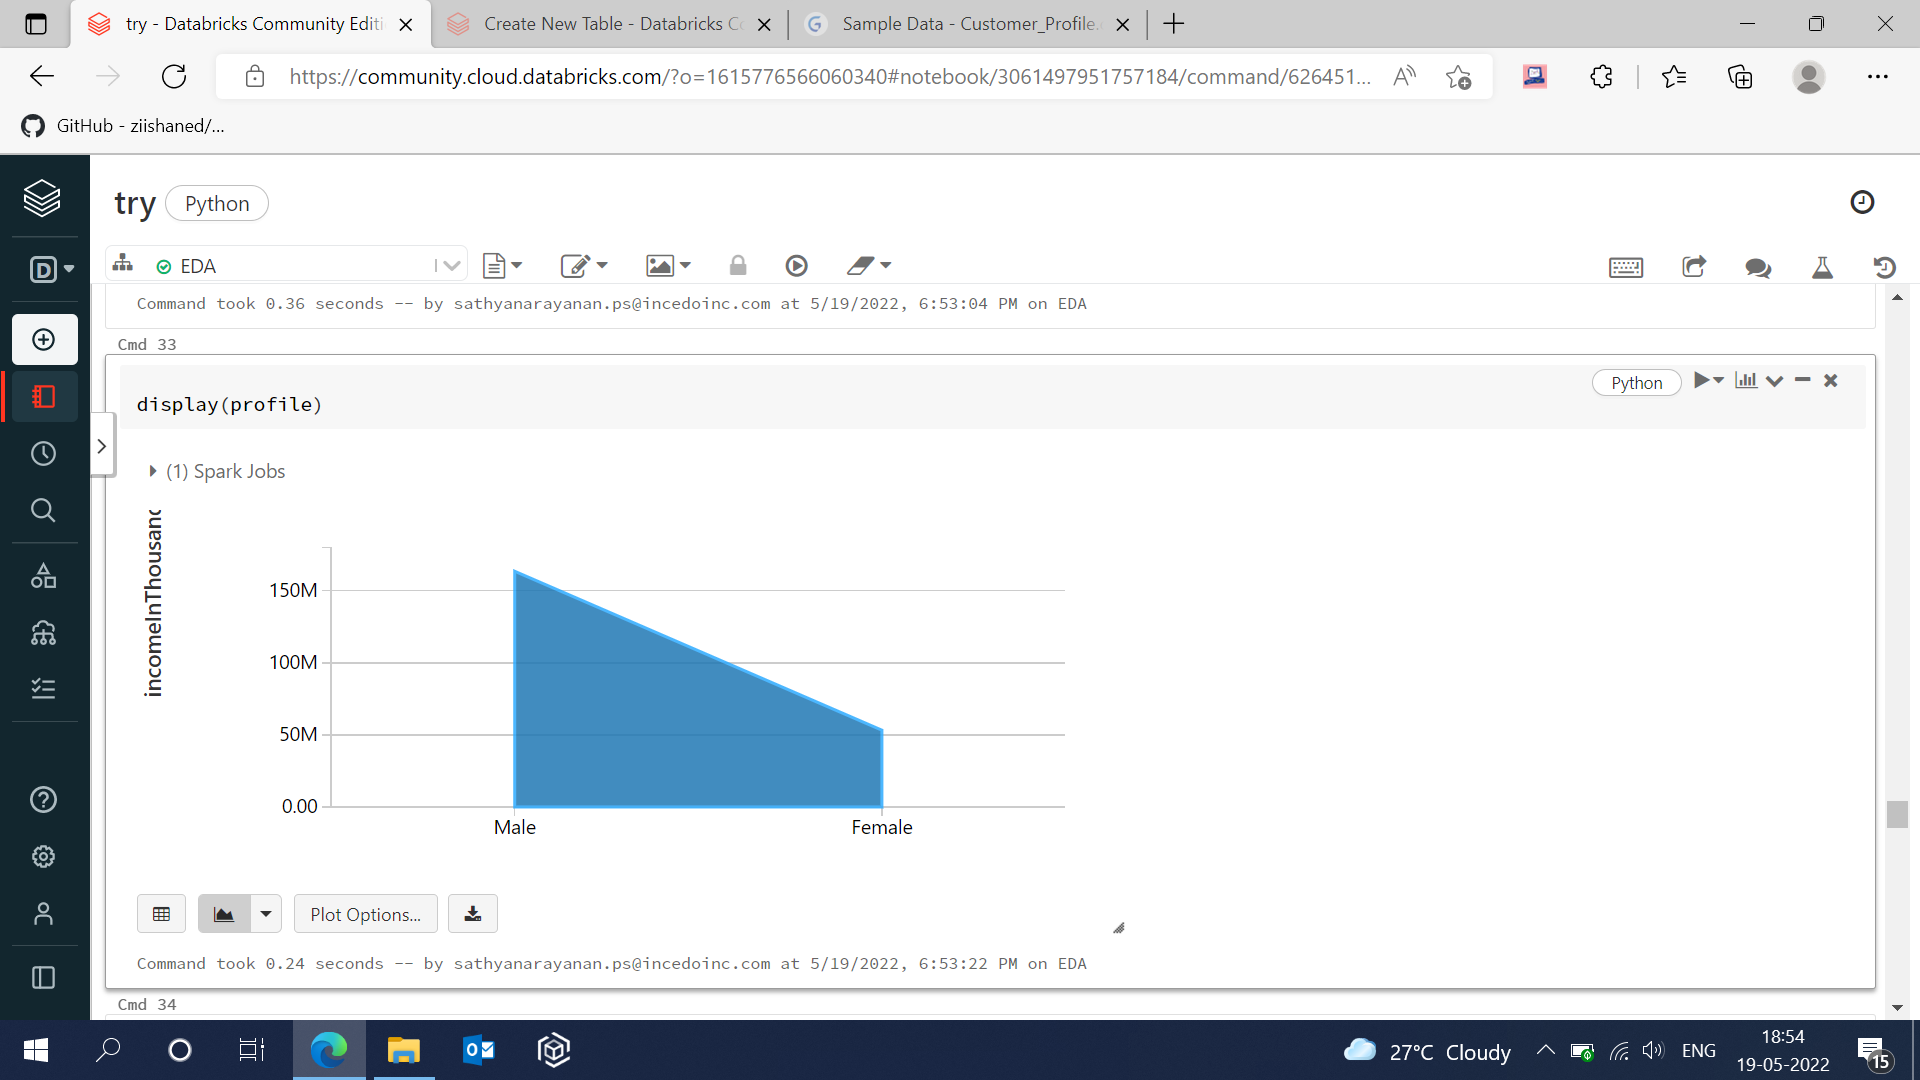 try - Databricks Community Editi
Create New Table - Databricks Co
Sample Data - Customer_Profile.
https://community.cloud.databricks.com/?o=1615776566060340#notebook/3061497951757184/command/626451...
GitHub - ziishaned/...
try
Python
EDA
Command took 0.36 seconds -- by sathyanarayanan.ps@incedoinc.com at 5/19/2022, 6:53:04 PM on EDA
Cmd 33
Python
display(profile)
(1) Spark Jobs
incomeInThousand
150M
100M
50M
0.00
Male
Female
Plot Options...
Command took 0.24 seconds -- by sathyanarayanan.ps@incedoinc.com at 5/19/2022, 6:53:22 PM on EDA
Cmd 34
27°C Cloudy
ENG
18:54
19-05-2022
15